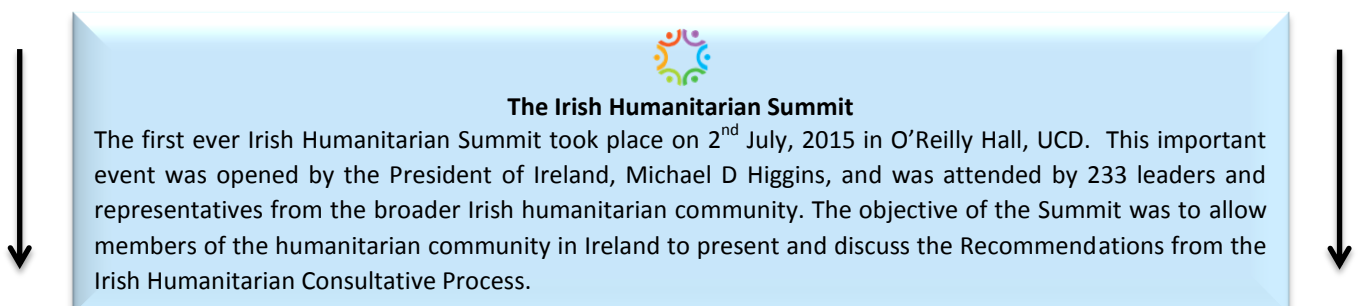 The Irish Humanitarian Summit
The first ever Irish Humanitarian Summit took place on 2nd July, 2015 in O’Reilly Hall, UCD.  This important
event was opened by the President of Ireland, Michael D Higgins, and was attended by 233 leaders and
representatives from the broader Irish humanitarian community. The objective of the Summit was to allow
members of the humanitarian community in Ireland to present and discuss the Recommendations from the
Irish Humanitarian Consultative Process.